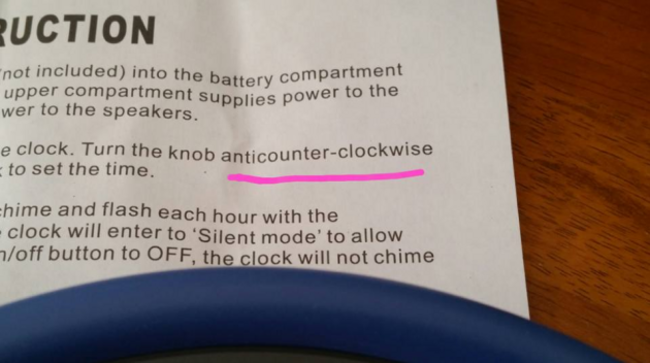 RUCTION
not included) into the battery compartment
upper compartment supplies power to the
wer to the speakers.
e clock. Turn the knob anticounter-clockwise
to set the time.
chime and flash each hour with the
clock will enter to ‘Silent mode’ to allow
n/off button to OFF, the clock will not chime